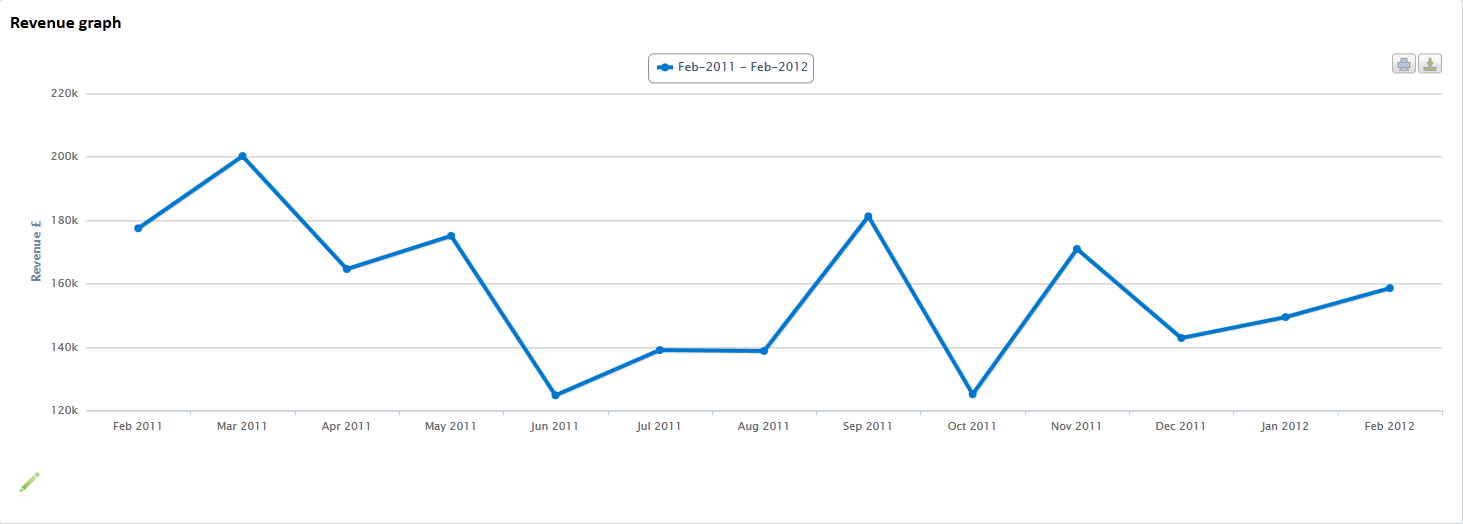 Revenue graph
Feb-2011 - Feb-2012
220k
200k
180k
160k
140k
120k
Revenue £
Feb 2011 Mar 2011 Apr 2011 May 2011 Jun 2011 Jul 2011 Aug 2011 Sep 2011 Oct 2011 Nov 2011 Dec 2011 Jan 2012 Feb 2012